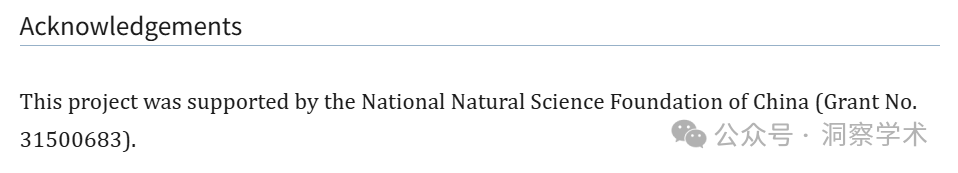 Acknowledgements
This project was supported by the National Natural Science Foundation of China (Grant No.
31500683).
公众号 · 洞察学术